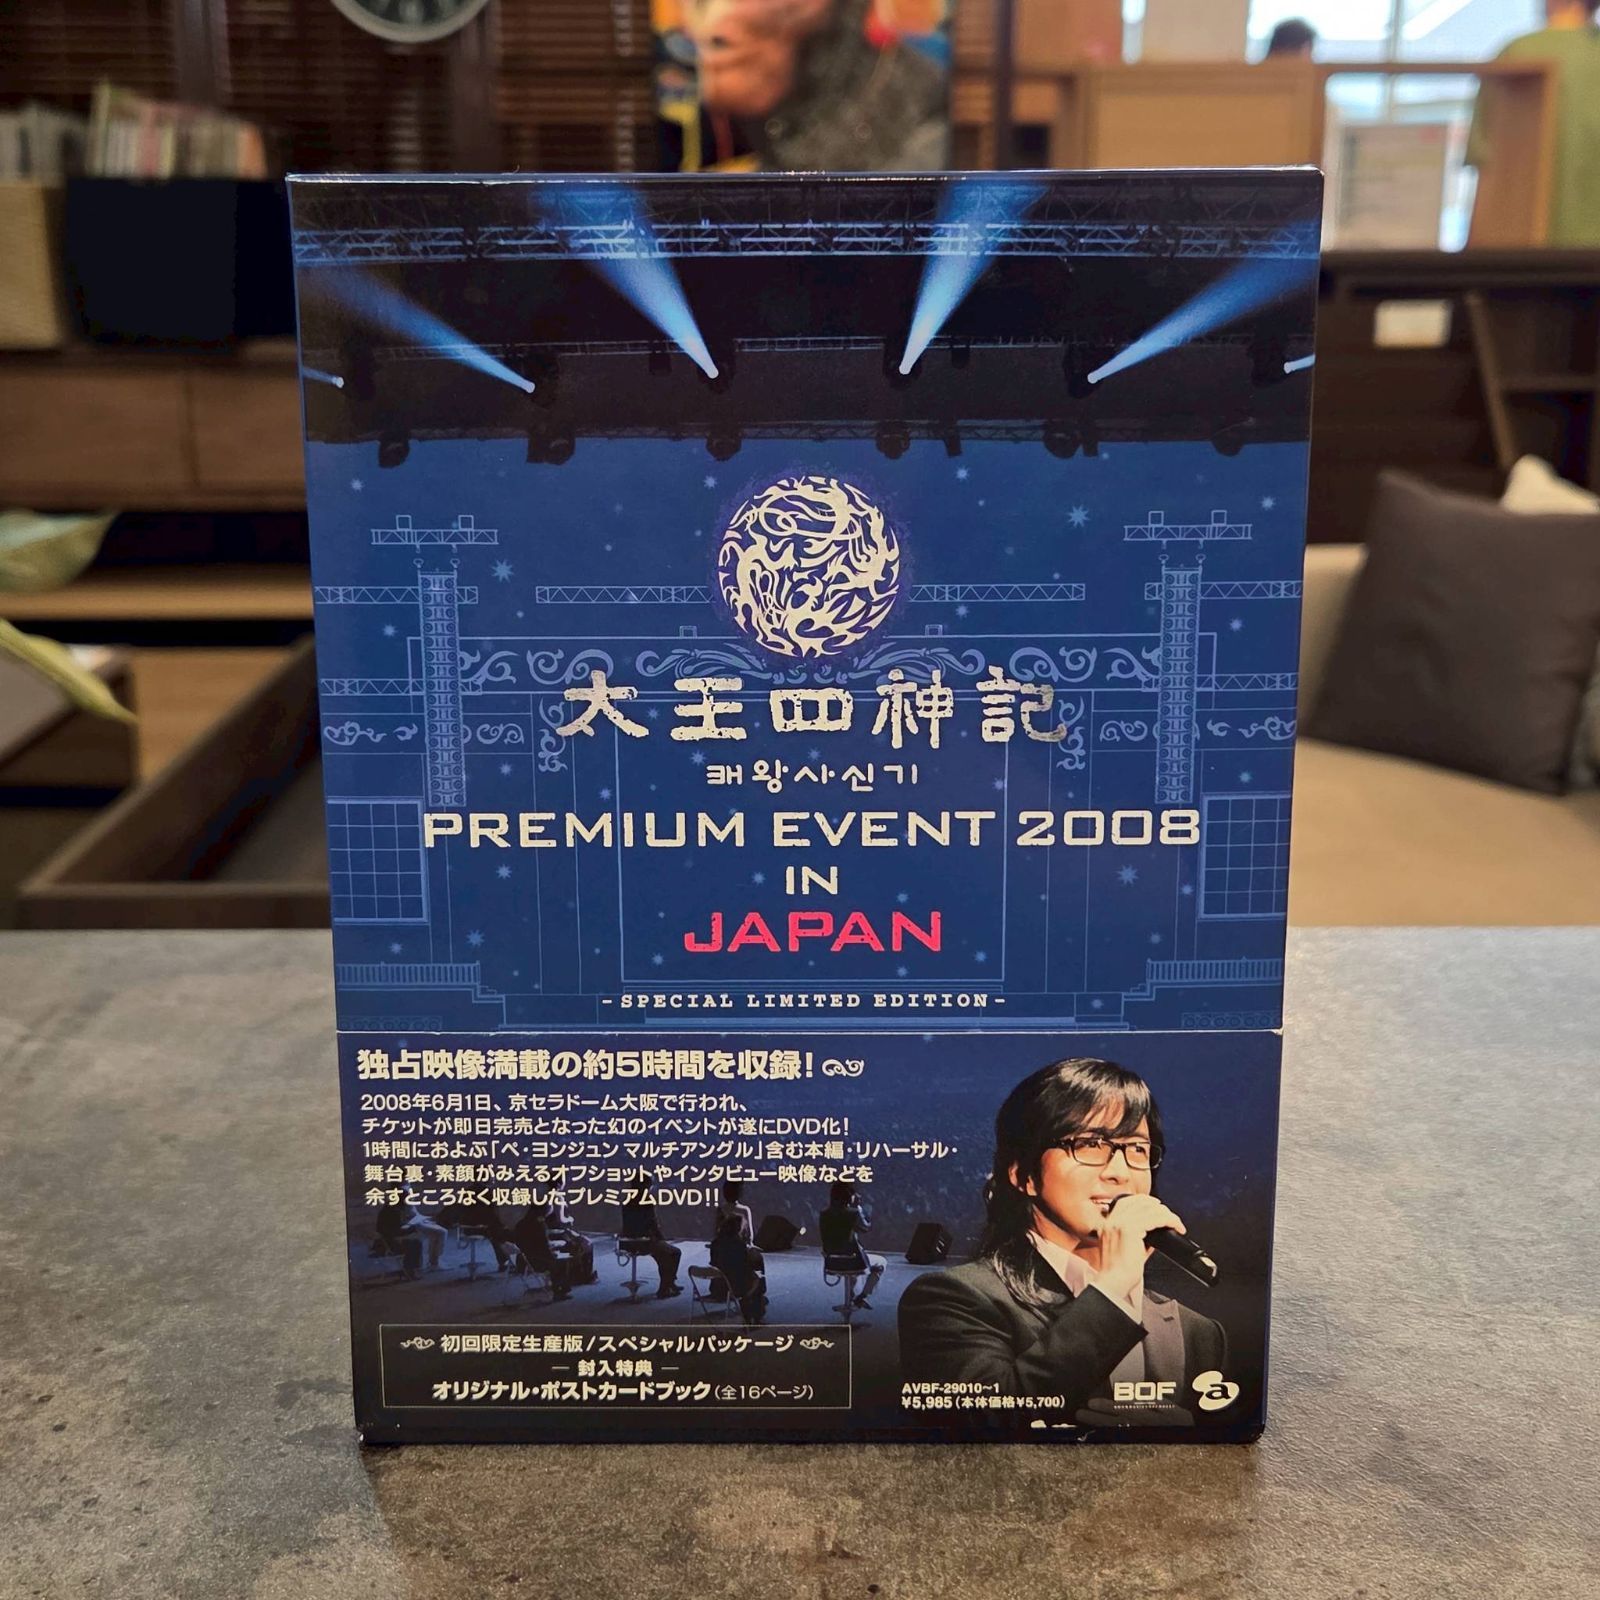 太王四神記
태왕사신기
PREMIUM EVENT 2008
IN
JAPAN
-SPECIAL LIMITED EDITION-
独占映像満載の約5時間を収録!
2008年6月1日、京セラドーム大阪で行われ、
チケットが即日完売となった幻のイベントが遂にDVD化!
1時間におよぶ「ペ・ヨンジュン マルチアングル」含む本編・リハーサル・
舞台裏・素顔がみえるオフショットやインタビュー映像などを
余すところなく収録したプレミアムDVD!!
初回限定生産版/スペシャルパッケージ
― 封入特典 ―
オリジナル・ポストカードブック(全16ページ)
AVBF-29010~1
¥5,985(本体価格¥5,700)
BOF
a